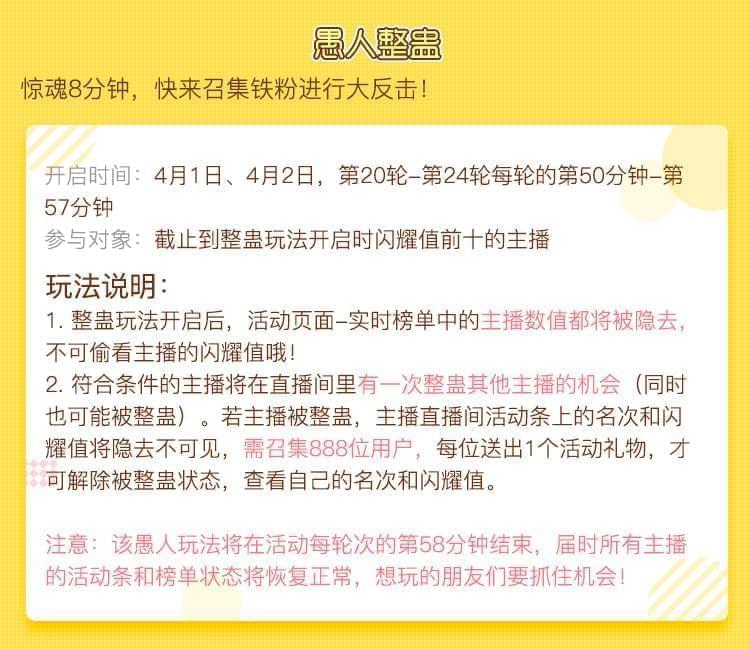 愚人整蛊
惊魂8分钟，快来召集铁粉进行大反击！
开启时间：4月1日、4月2日，第20轮-第24轮每轮的第50分钟-第
57分钟
参与对象：截止到整蛊玩法开启时闪耀值前十的主播
玩法说明：
1. 整蛊玩法开启后，活动页面-实时榜单中的主播数值都将被隐去，
不可偷看主播的闪耀值哦！
2. 符合条件的主播将在直播间里有一次整蛊其他主播的机会（同时
也可能被整蛊）。若主播被整蛊，主播直播间活动条上的名次和闪
耀值将隐去不可见，需召集888位用户，每位送出1个活动礼物，才
可解除被整蛊状态，查看自己的名次和闪耀值。
注意：该愚人玩法将在活动每轮次的第58分钟结束，届时所有主播
的活动条和榜单状态将恢复正常，想玩的朋友们要抓住机会！